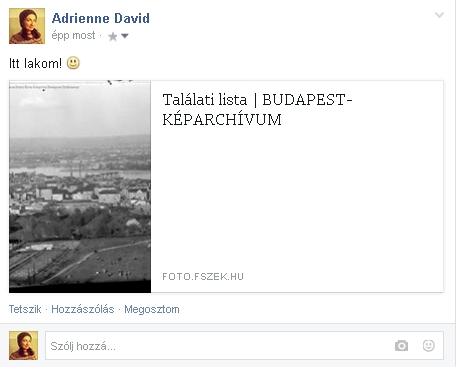 Adrienne David
épp most ·
Itt lakom!
Találati lista | BUDAPEST-
KÉPARCHÍVUM
FOTO.FSZEK.HU
Tetszik · Hozzászólás · Megosztom
Szólj hozzá...